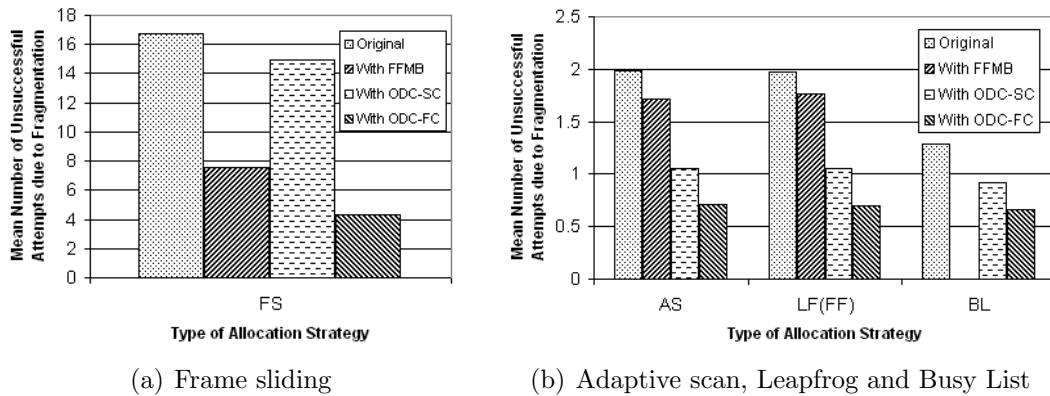 Mean Number of Unsuccessful
Attempts due to Fragmentation
18
16
14
12
10
8
6
4
2
0
Original
With FFMB
With ODC-SC
With ODC-FC
FS
Type of Allocation Strategy
(a) Frame sliding
Mean Number of Unsuccessful
Attempts due to Fragmentation
2.5
2
1.5
1
0.5
0
Original
With FFMB
With ODC-SC
With ODC-FC
AS LF(FF) BL
Type of Allocation Strategy
(b) Adaptive scan, Leapfrog and Busy List